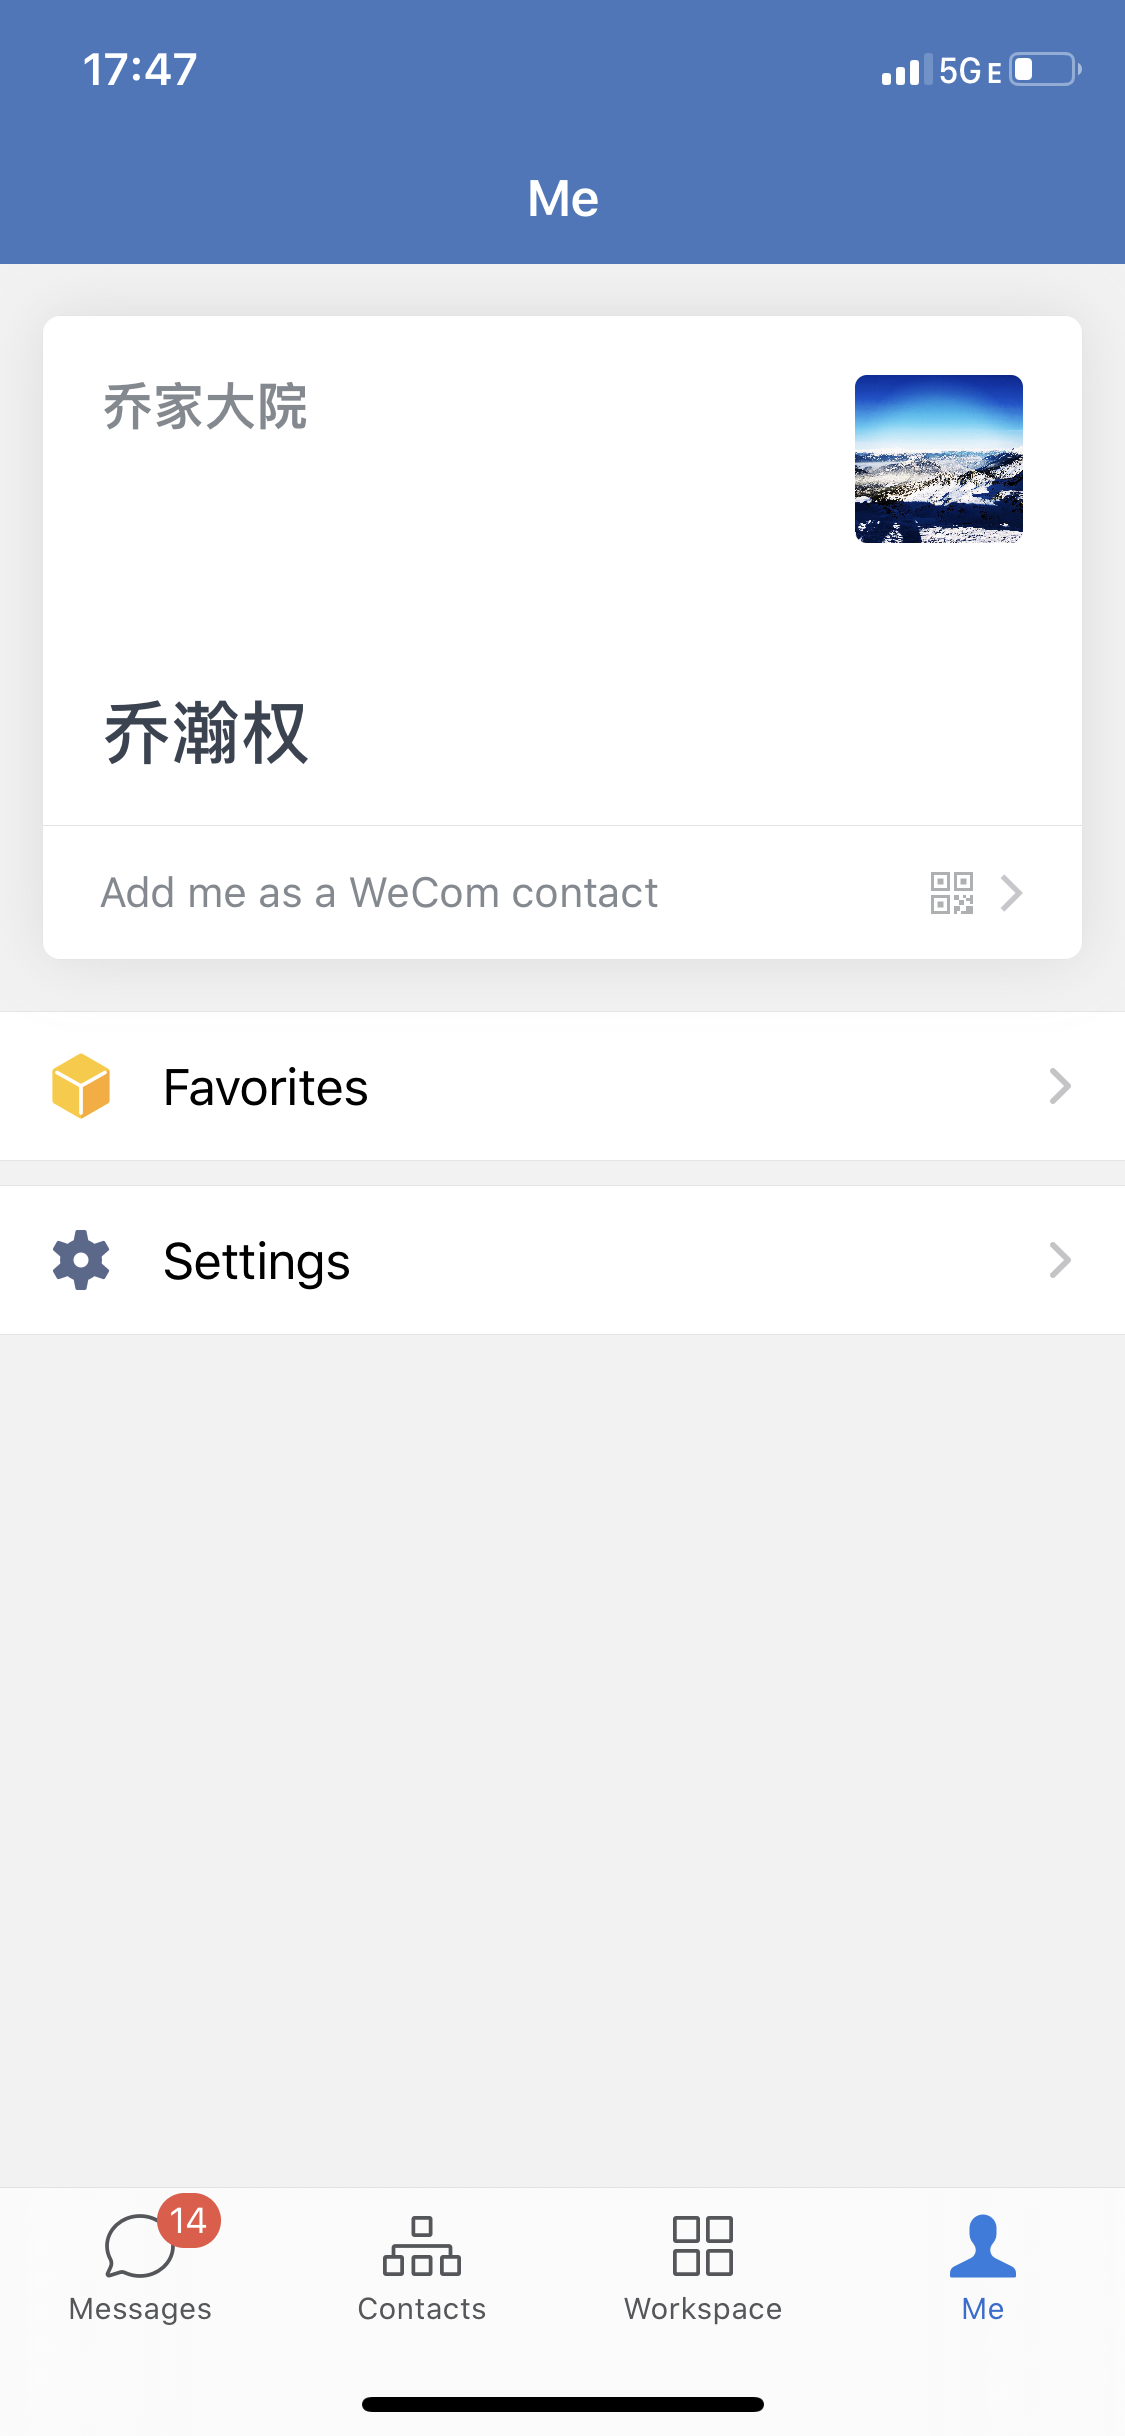 17:47 5GE
Me
乔家大院
乔瀚权
Add me as a WeCom contact
Favorites
Settings
14
Messages Contacts Workspace Me